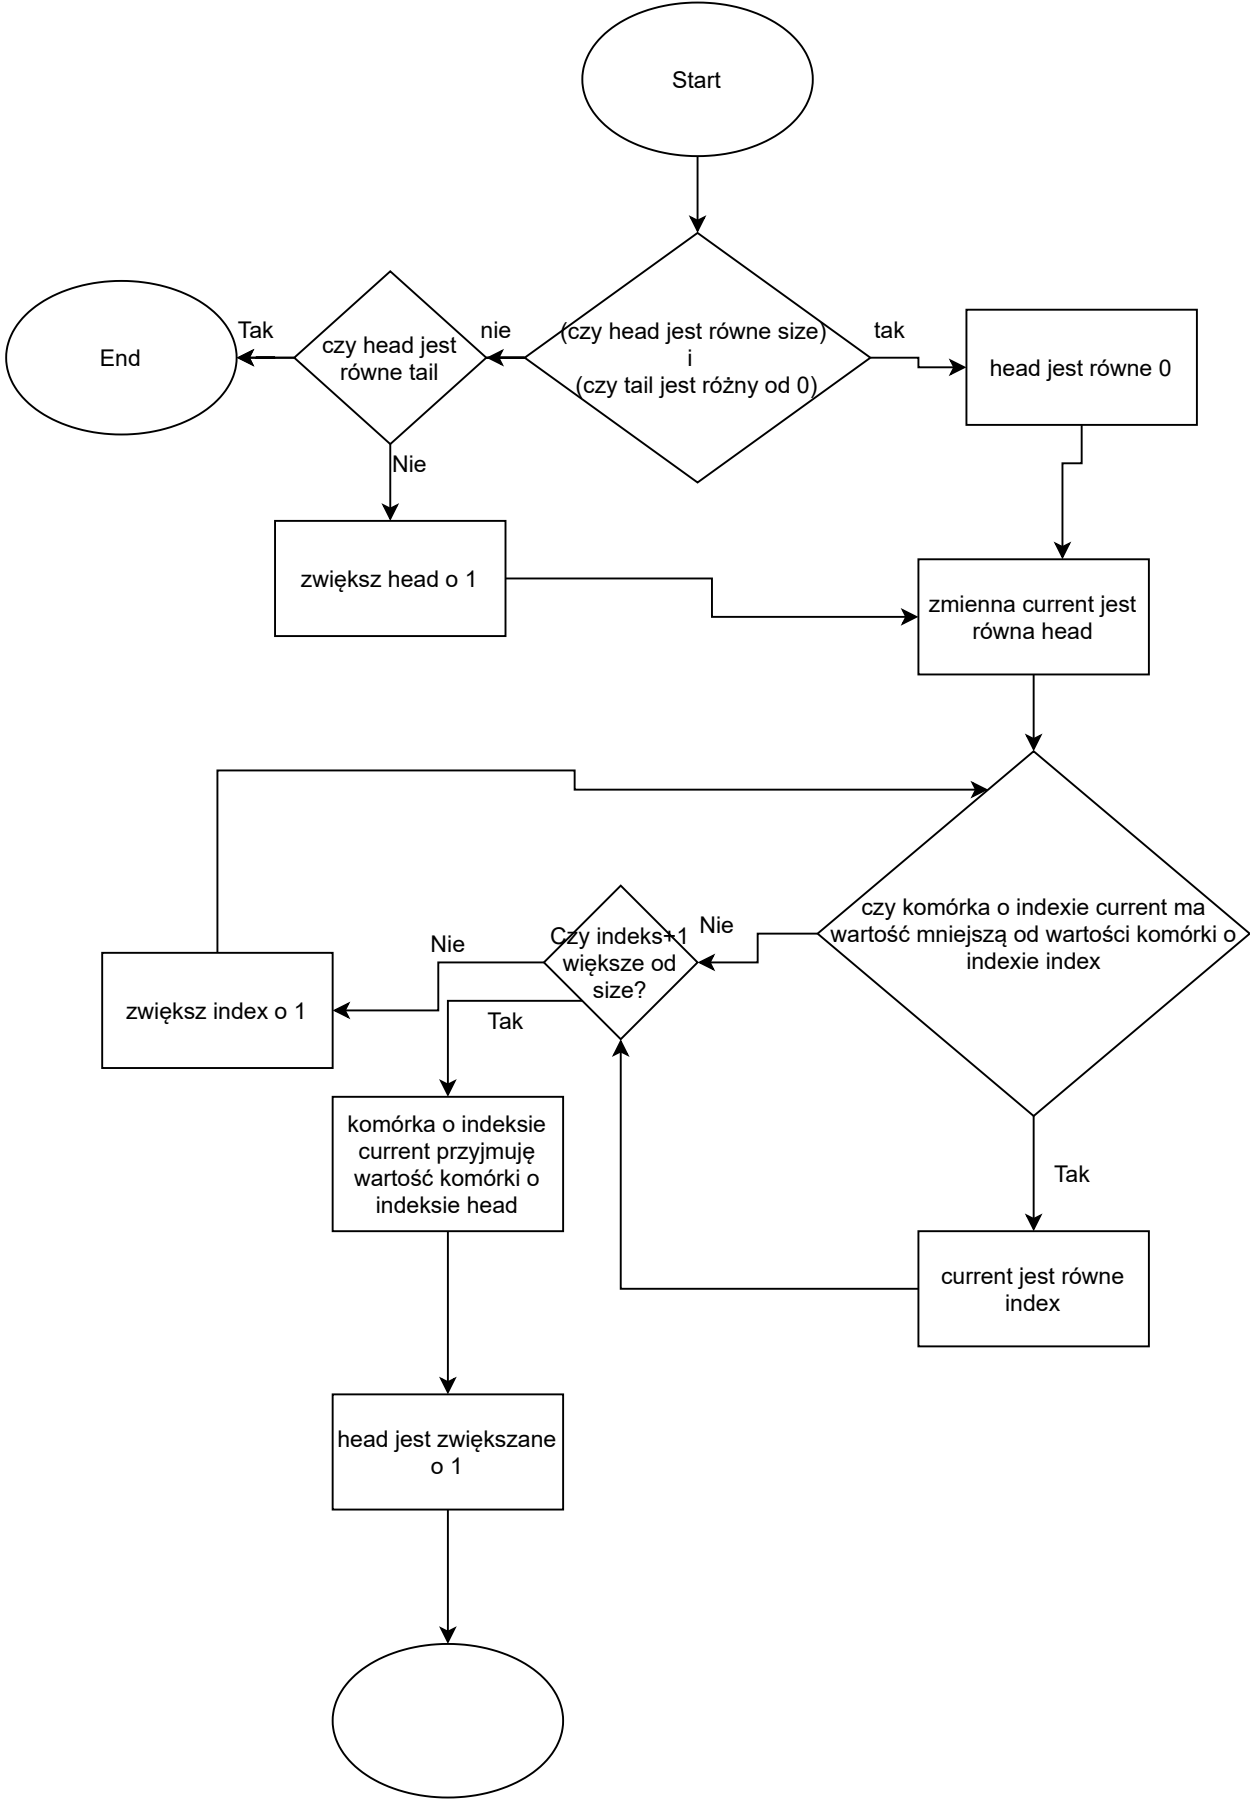 Start
(czy head jest równe size)
i
(czy tail jest różny od 0)
tak
nie
head jest równe 0
czy head jest
równe tail
Tak
End
Nie
zwiększ head o 1
zmienna current jest
równa head
czy komórka o indexie current ma
wartość mniejszą od wartości komórki o
indexie index
Nie
Czy indeks+1
większe od
size?
Nie
zwiększ index o 1
Tak
Tak
komórka o indeksie
current przyjmuję
wartość komórki o
indeksie head
current jest równe
index
head jest zwiększane
o 1